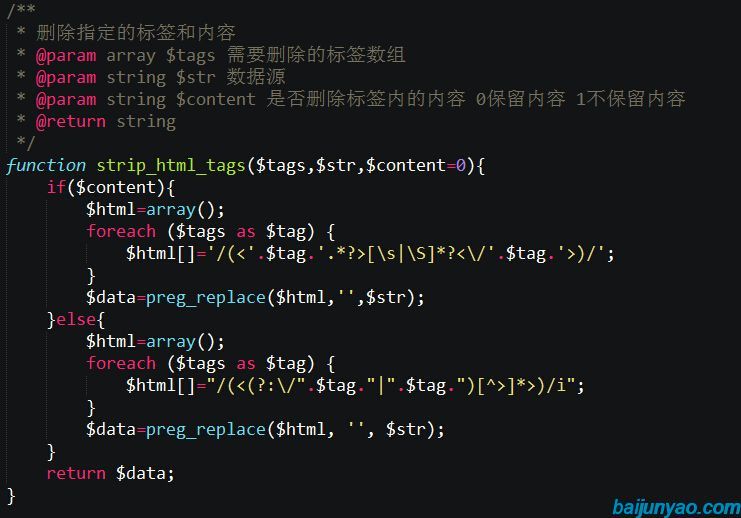 /**
 * 删除指定的标签和内容
 * @param array $tags 需要删除的标签数组
 * @param string $str 数据源
 * @param string $content 是否删除标签内的内容 0保留内容 1不保留内容
 * @return string
 */
function strip_html_tags($tags,$str,$content=0){
    if($content){
        $html=array();
        foreach ($tags as $tag) {
            $html[]='/(<'.$tag.'.*?>[\s|\S]*?<\/'.$tag.'>)/';
        }
        $data=preg_replace($html,'',$str);
    }else{
        $html=array();
        foreach ($tags as $tag) {
            $html[]="/(<(?:\/".$tag."|".$tag.")[^>]*>)/i";
        }
        $data=preg_replace($html, '', $str);
    }
    return $data;
}
baijunyao.com